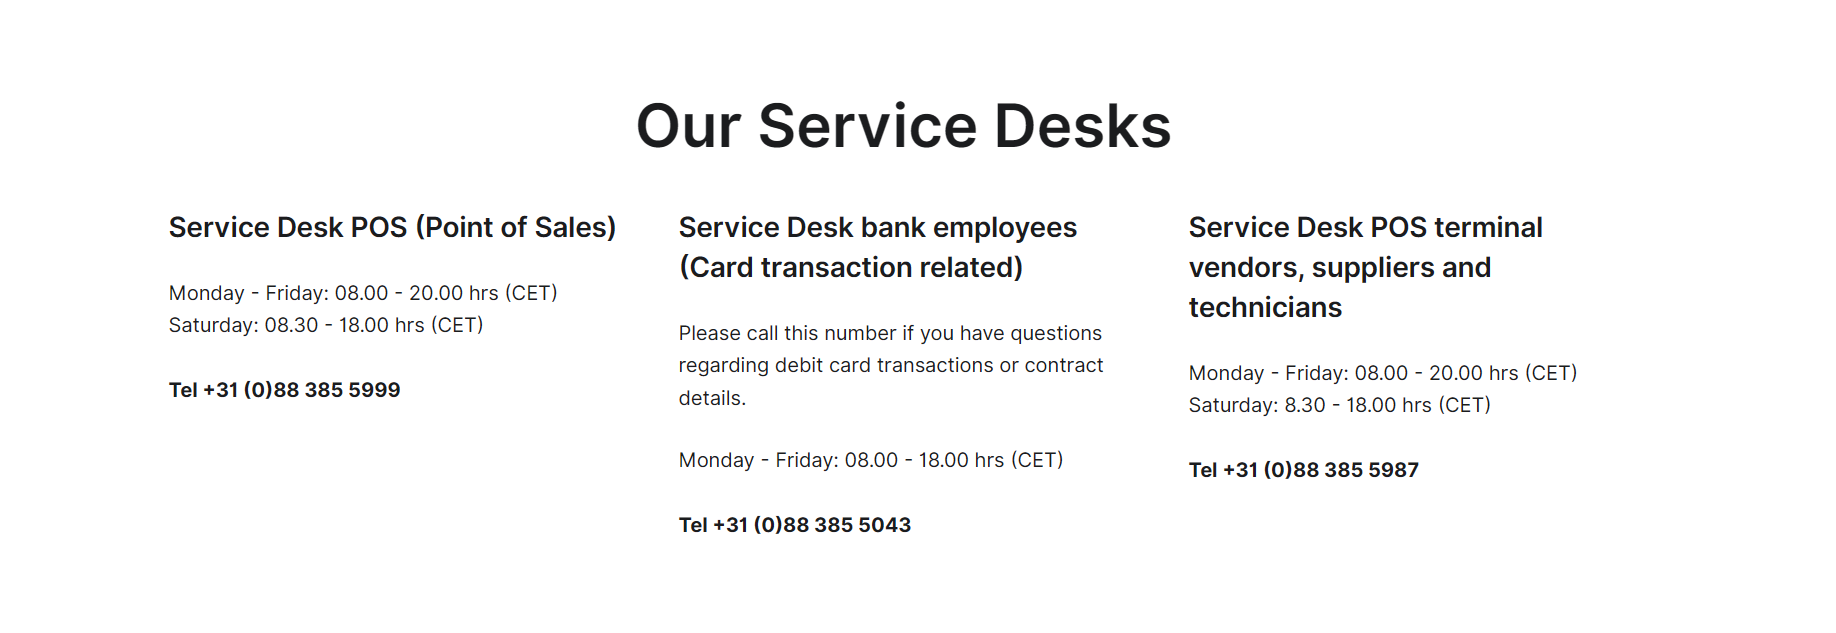 Our Service Desks
Service Desk POS (Point of Sales)
Monday - Friday: 08.00 - 20.00 hrs (CET)
Saturday: 08.30 - 18.00 hrs (CET)
Tel +31 (0)88 385 5999
Service Desk bank employees
(Card transaction related)
Please call this number if you have questions
regarding debit card transactions or contract
details.
Monday - Friday: 08.00 - 18.00 hrs (CET)
Tel +31 (0)88 385 5043
Service Desk POS terminal
vendors, suppliers and
technicians
Monday - Friday: 08.00 - 20.00 hrs (CET)
Saturday: 8.30 - 18.00 hrs (CET)
Tel +31 (0)88 385 5987